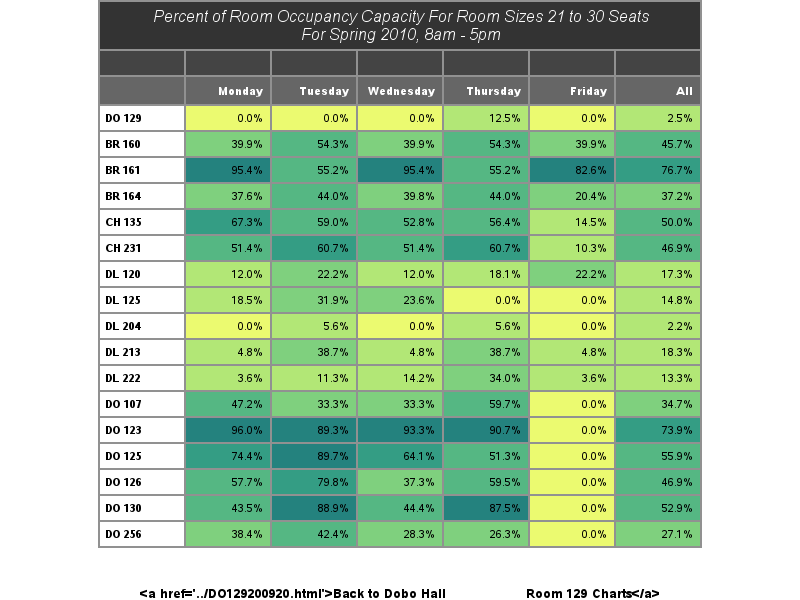 Percent of Room Occupancy Capacity For Room Sizes 21 to 30 Seats
For Spring 2010, 8am - 5pm
Monday Tuesday Wednesday Thursday Friday All
DO 129 0.0% 0.0% 0.0% 12.5% 0.0% 2.5%
BR 160 39.9% 54.3% 39.9% 54.3% 39.9% 45.7%
BR 161 95.4% 55.2% 95.4% 55.2% 82.6% 76.7%
BR 164 37.6% 44.0% 39.8% 44.0% 20.4% 37.2%
CH 135 67.3% 59.0% 52.8% 56.4% 14.5% 50.0%
CH 231 51.4% 60.7% 51.4% 60.7% 10.3% 46.9%
DL 120 12.0% 22.2% 12.0% 18.1% 22.2% 17.3%
DL 125 18.5% 31.9% 23.6% 0.0% 0.0% 14.8%
DL 204 0.0% 5.6% 0.0% 5.6% 0.0% 2.2%
DL 213 4.8% 38.7% 4.8% 38.7% 4.8% 18.3%
DL 222 3.6% 11.3% 14.2% 34.0% 3.6% 13.3%
DO 107 47.2% 33.3% 33.3% 59.7% 0.0% 34.7%
DO 123 96.0% 89.3% 93.3% 90.7% 0.0% 73.9%
DO 125 74.4% 89.7% 64.1% 51.3% 0.0% 55.9%
DO 126 57.7% 79.8% 37.3% 59.5% 0.0% 46.9%
DO 130 43.5% 88.9% 44.4% 87.5% 0.0% 52.9%
DO 256 38.4% 42.4% 28.3% 26.3% 0.0% 27.1%
<a href='../DO129200920.html'>Back to Dobo Hall Room 129 Charts</a>